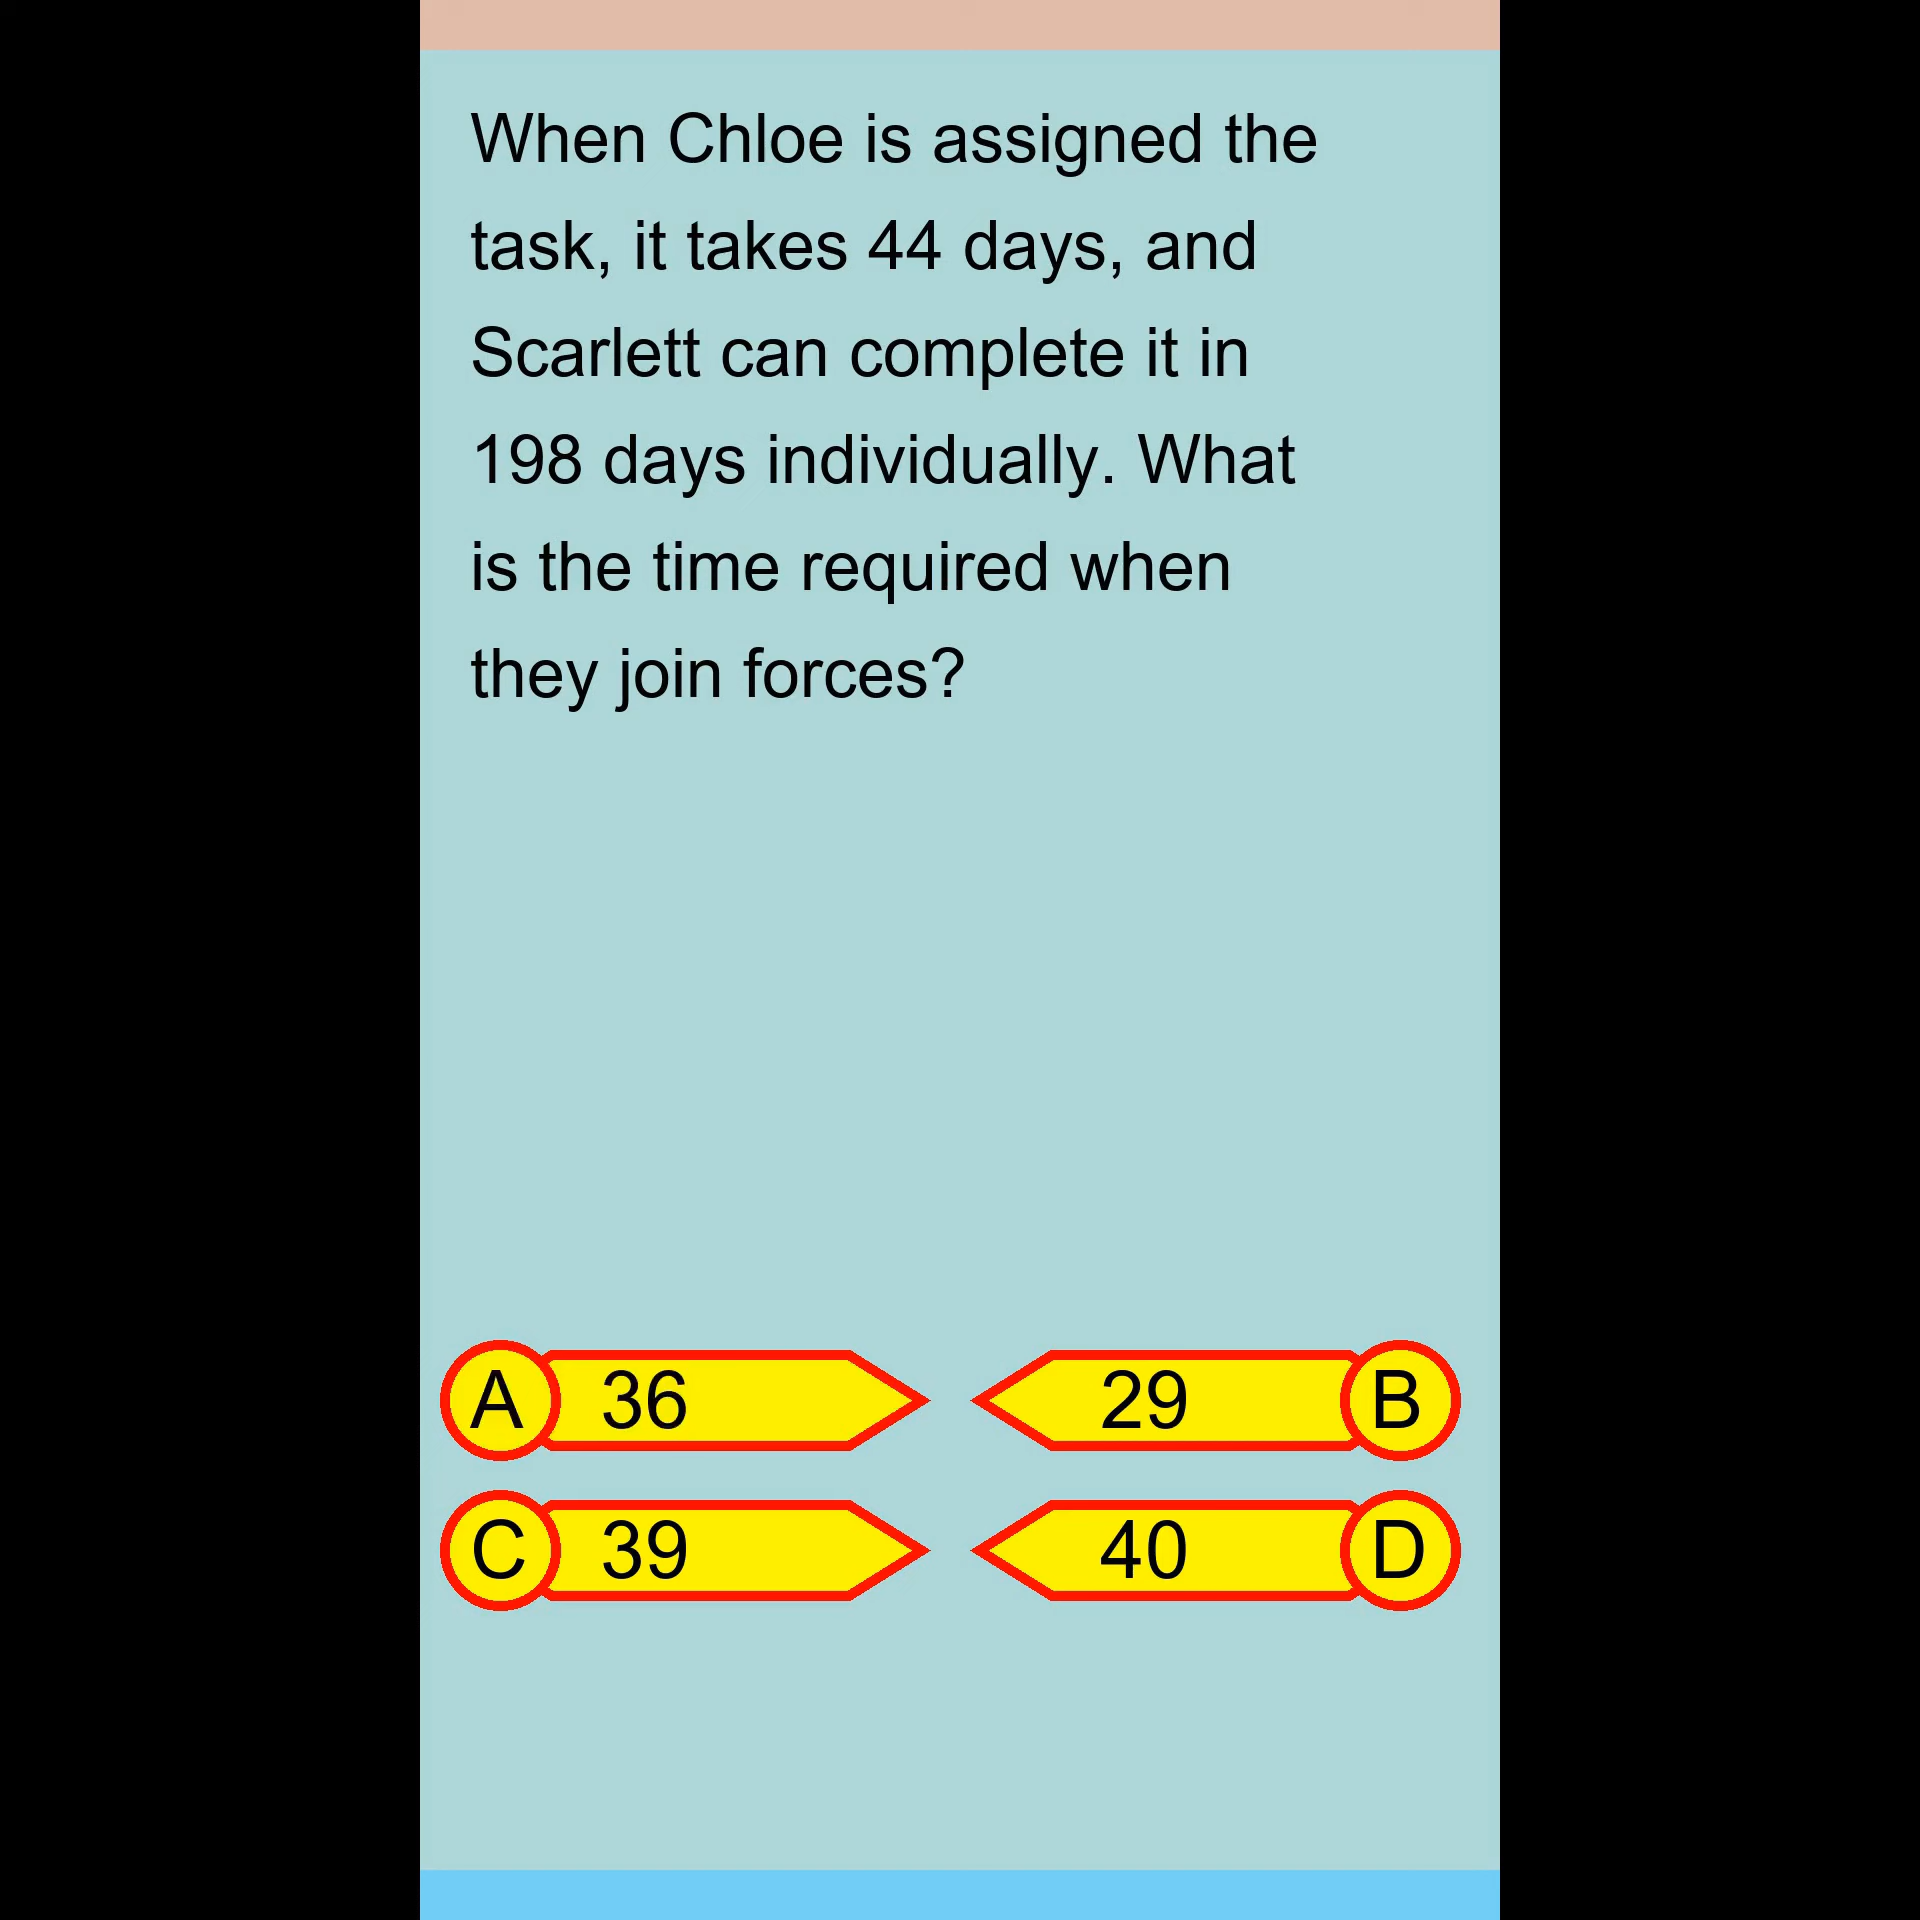 When Chloe is assigned the
task, it takes 44 days, and
Scarlett can complete it in
198 days individually. What
is the time required when
they join forces?
A 36
29 B
C 39
40 D